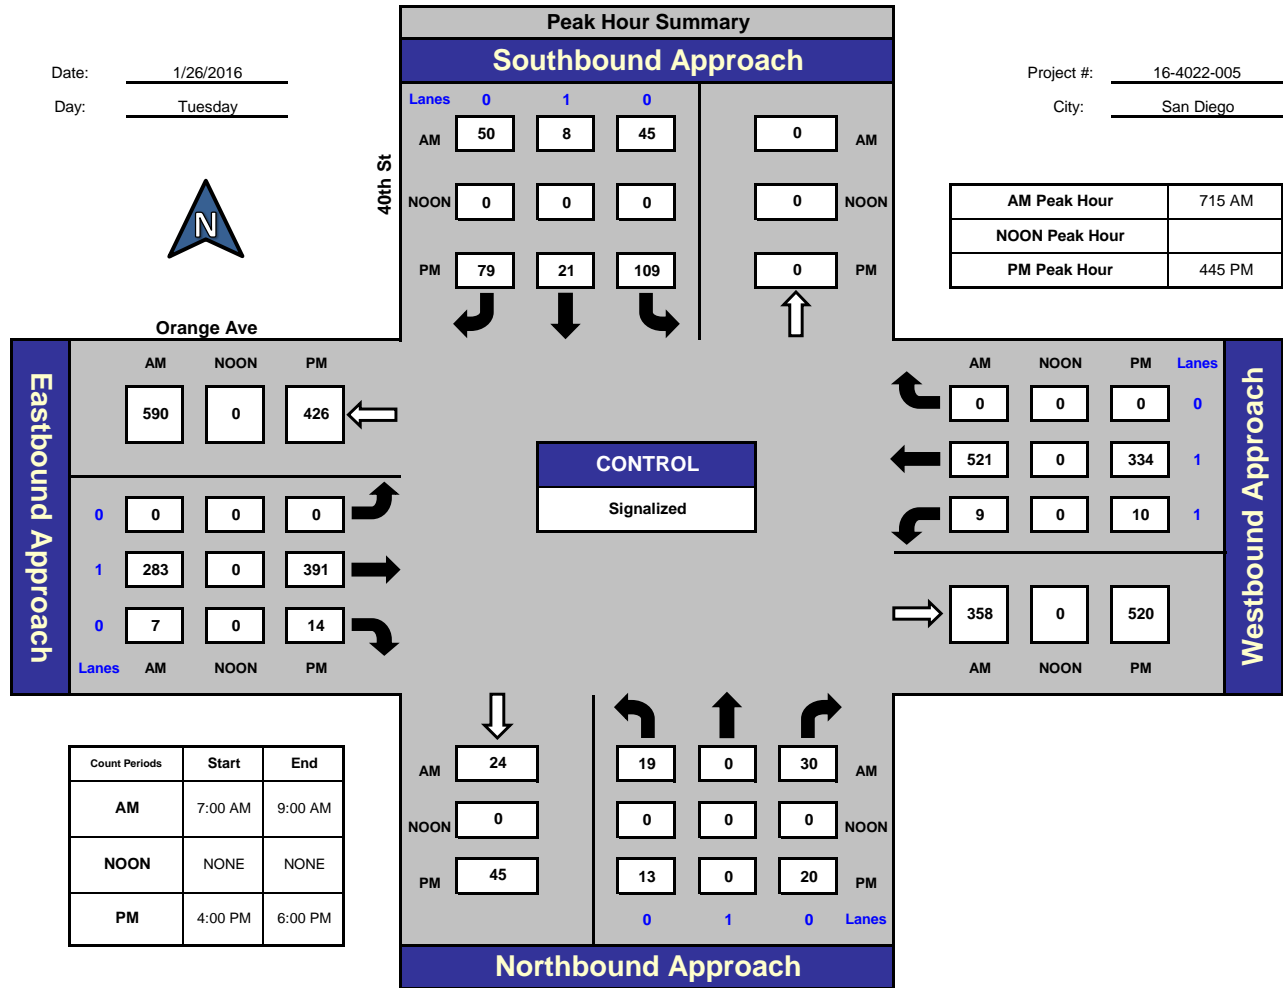 Peak Hour Summary
Southbound Approach
Date: 1/26/2016
Day: Tuesday
Project #: 16-4022-005
City: San Diego
N
40th St
Lanes 0 1 0
AM 50 8 45 0 AM
NOON 0 0 0 0 NOON
PM 79 21 109 0 PM
AM Peak Hour 715 AM
NOON Peak Hour
PM Peak Hour 445 PM
Orange Ave
Eastbound Approach
AM NOON PM
590 0 426
0 0 0 0
1 283 0 391
0 7 0 14
Lanes AM NOON PM
CONTROL
Signalized
AM NOON PM Lanes
0 0 0 0
521 0 334 1
9 0 10 1
358 0 520
AM NOON PM
Westbound Approach
Count Periods Start End
AM 7:00 AM 9:00 AM
NOON NONE NONE
PM 4:00 PM 6:00 PM
AM 24 19 0 30 AM
NOON 0 0 0 0 NOON
PM 45 13 0 20 PM
0 1 0 Lanes
Northbound Approach